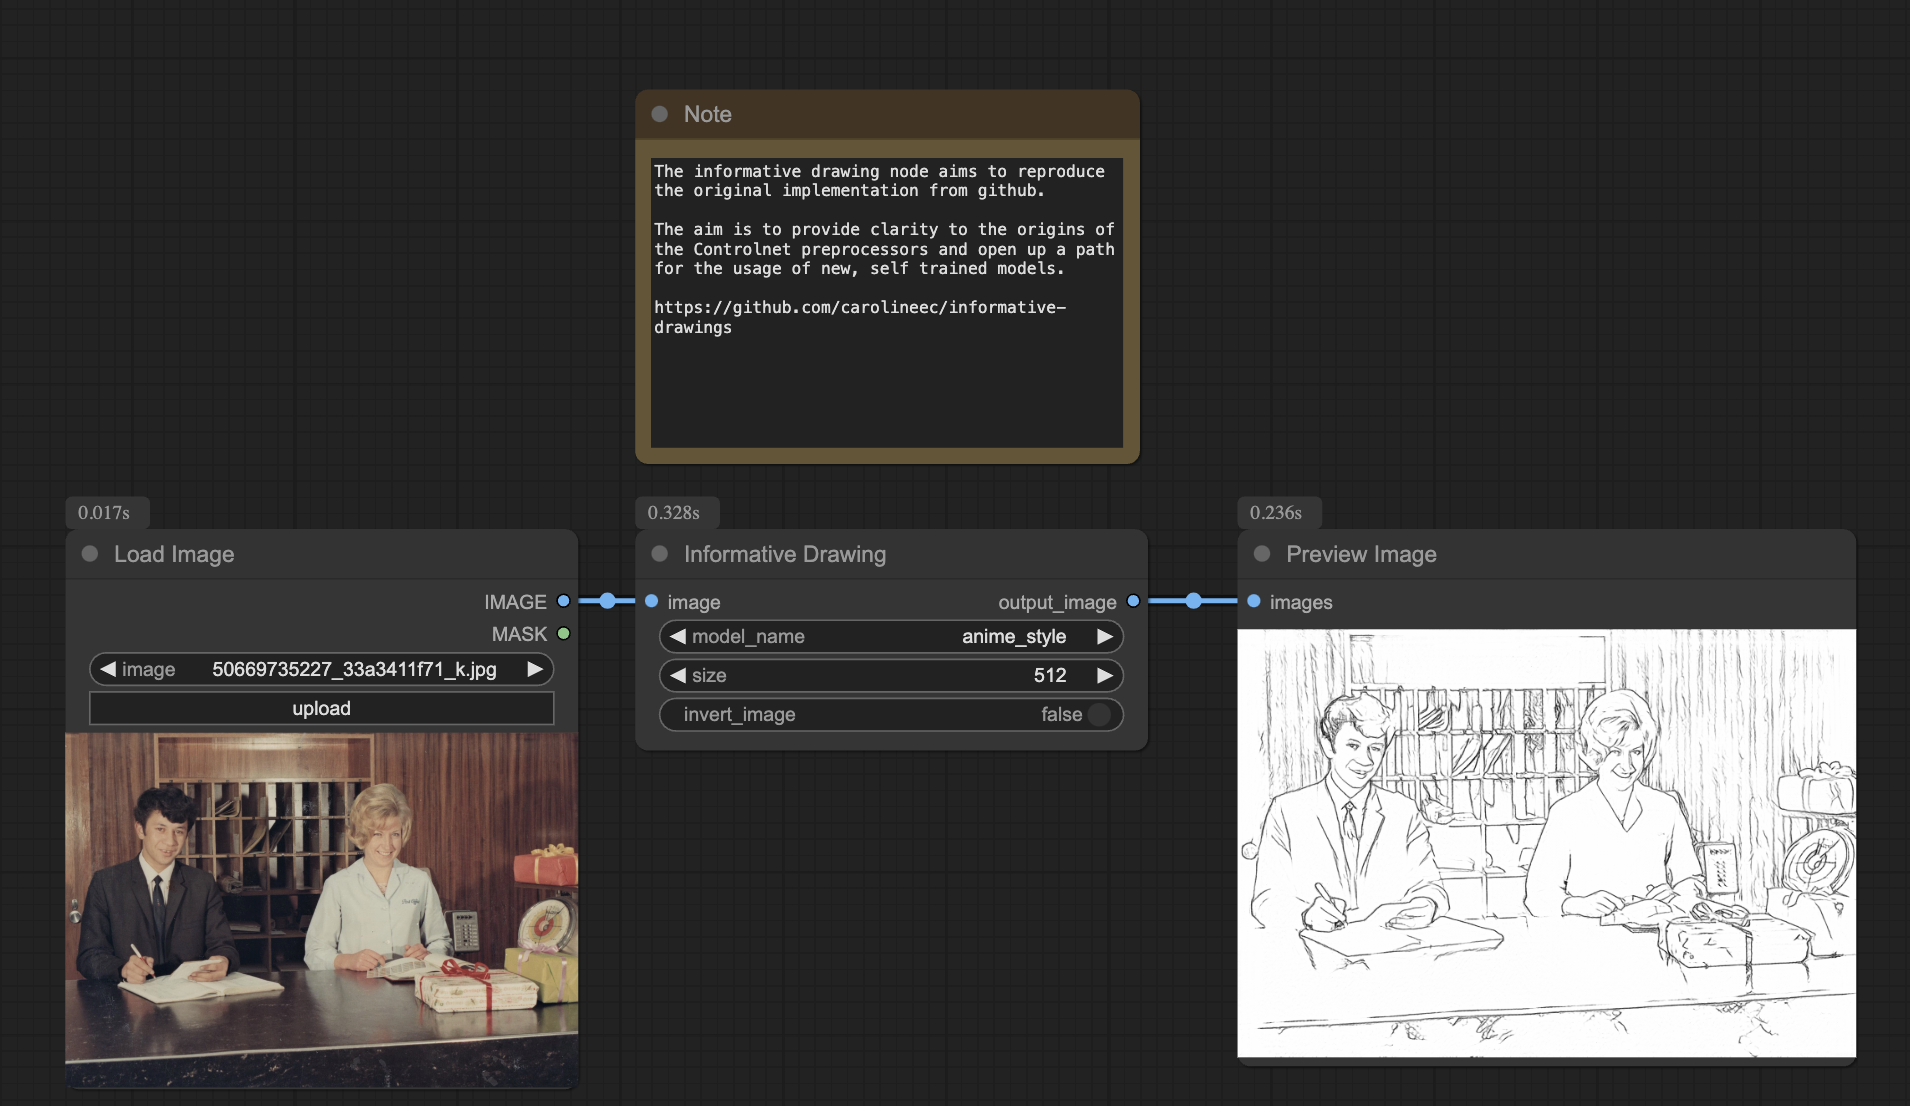 Note
The informative drawing node aims to reproduce
the original implementation from github.
The aim is to provide clarity to the origins of
the Controlnet preprocessors and open up a path
for the usage of new, self trained models.
https://github.com/carolineec/informative-
drawings
0.017s
Load Image
IMAGE
MASK
image 50669735227_33a3411f71_k.jpg
upload
0.328s
Informative Drawing
image output_image
model_name anime_style
size 512
invert_image false
0.236s
Preview Image
images